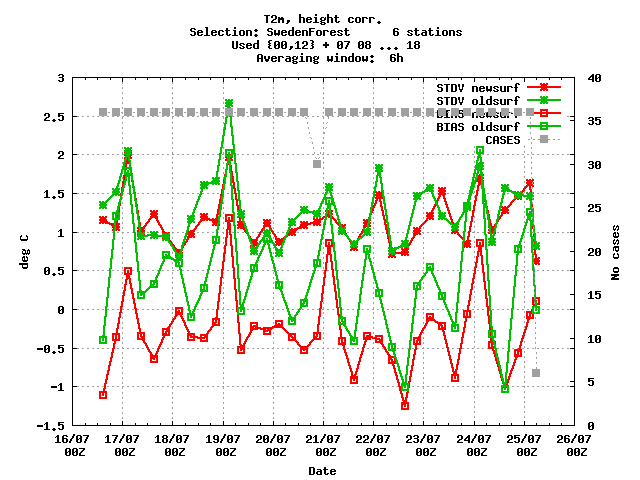 T2m, height corr.
Selection: SwedenForest      6 stations
Used {00,12} + 07 08 ... 18
Averaging window:  6h
STDV newsurf
STDV oldsurf
BIAS newsurf
BIAS oldsurf
CASES
3
2.5
2
1.5
1
0.5
0
-0.5
-1
-1.5
deg C
40
35
30
25
20
15
10
5
0
No cases
16/07 17/07 18/07 19/07 20/07 21/07 22/07 23/07 24/07 25/07 26/07
00Z 00Z 00Z 00Z 00Z 00Z 00Z 00Z 00Z 00Z 00Z
Date